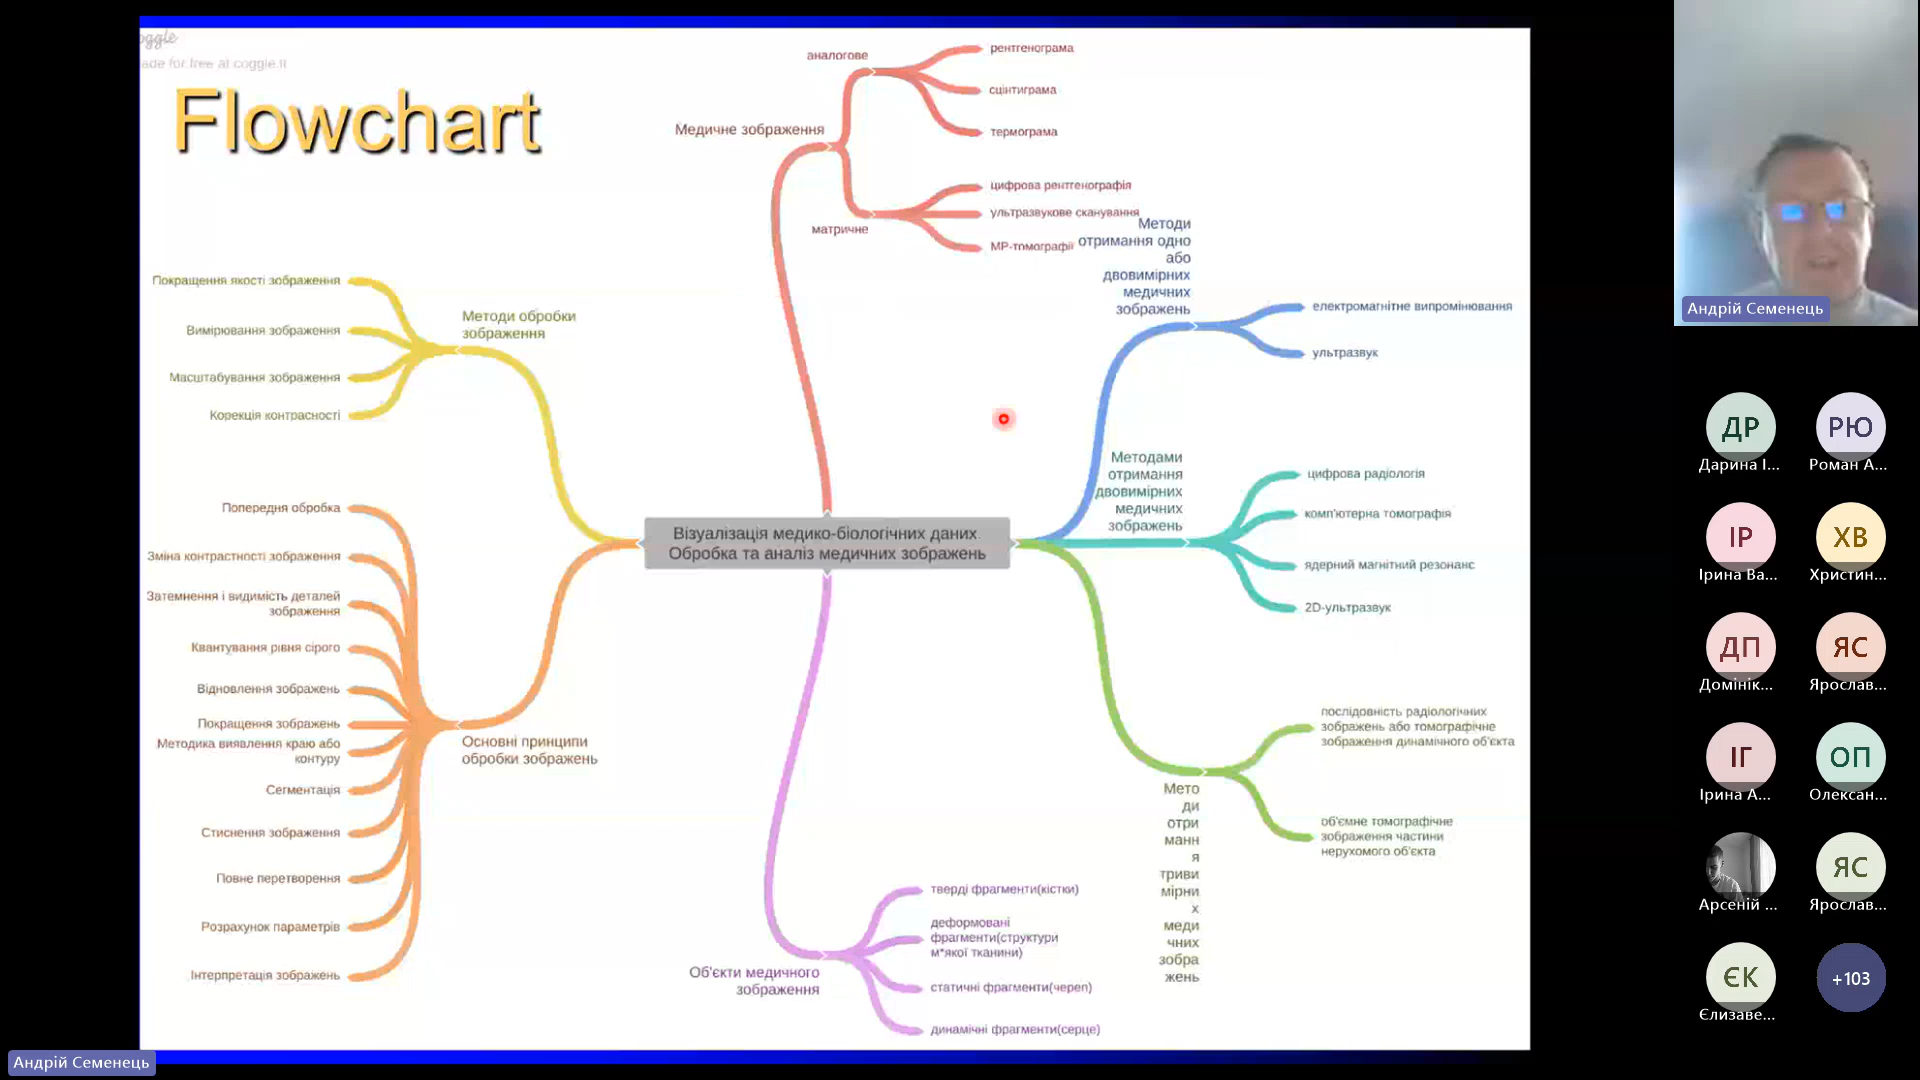 oggle
ade for free at coggle.it
Flowchart
аналогове
рентгенограма
сцінтиграма
термограма
Медичне зображення
матричне
цифрова рентгенографія
ультразвукове сканування
МР-томографії
Методи
отримання одно
або
двовимірних
медичних
зображень
електромагнітне випромінювання
ультразвук
Покращення якості зображення
Вимірювання зображення
Масштабування зображення
Корекція контрасності
Методи обробки
зображення
Методами
отримання
двовимірних
медичних
зображень
цифрова радіологія
комп'ютерна томографія
ядерний магнітний резонанс
2D-ультразвук
Візуалізація медико-біологічних даних.
Обробка та аналіз медичних зображень
Попередня обробка
Зміна контрастності зображення
Затемнення і видимість деталей
зображення
Квантування рівня сірого
Відновлення зображень
Покращення зображень
Методика виявлення краю або
контуру
Сегментація
Стиснення зображення
Повне перетворення
Розрахунок параметрів
Інтерпретація зображень
Основні принципи
обробки зображень
послідовність радіологічних
зображень або томографічне
зображення динамічного об'єкта
об'ємне томографічне
зображення частини
нерухомого об'єкта
Мето
ди
отри
манн
я
триви
мірни
х
меди
чних
зобра
жень
Об'єкти медичного
зображення
тверді фрагменти(кістки)
деформовані
фрагменти(структури
м*якої тканини)
статичні фрагменти(череп)
динамічні фрагменти(серце)
Андрій Семенець
Андрій Семенець
ДР
Дарина І...
РЮ
Роман А...
ІР
Ірина Ва...
ХВ
Христин...
ДП
Домінік...
ЯС
Ярослав...
ІГ
Ірина А...
ОП
Олексан...
Арсеній ...
ЯС
Ярослав...
ЄК
Єлизаве...
+103